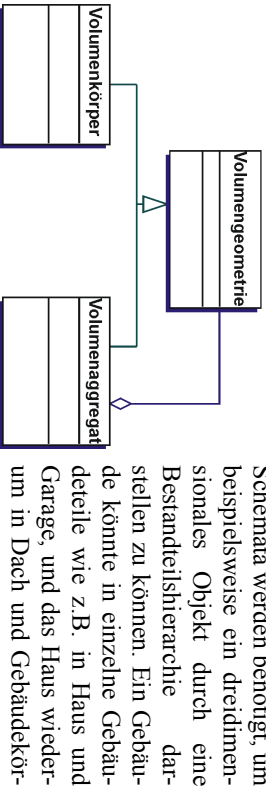 Volumengeometrie
Volumenkörper
Volumenaggregat
Schemata werden benötigt, um
beispielsweise ein dreidimen-
sionales Objekt durch eine
Bestandteilshierarchie dar-
stellen zu können. Ein Gebäu-
de könnte in einzelne Gebäu-
deteile wie z.B. in Haus und
Garage, und das Haus wieder-
um in Dach und Gebäudekör-